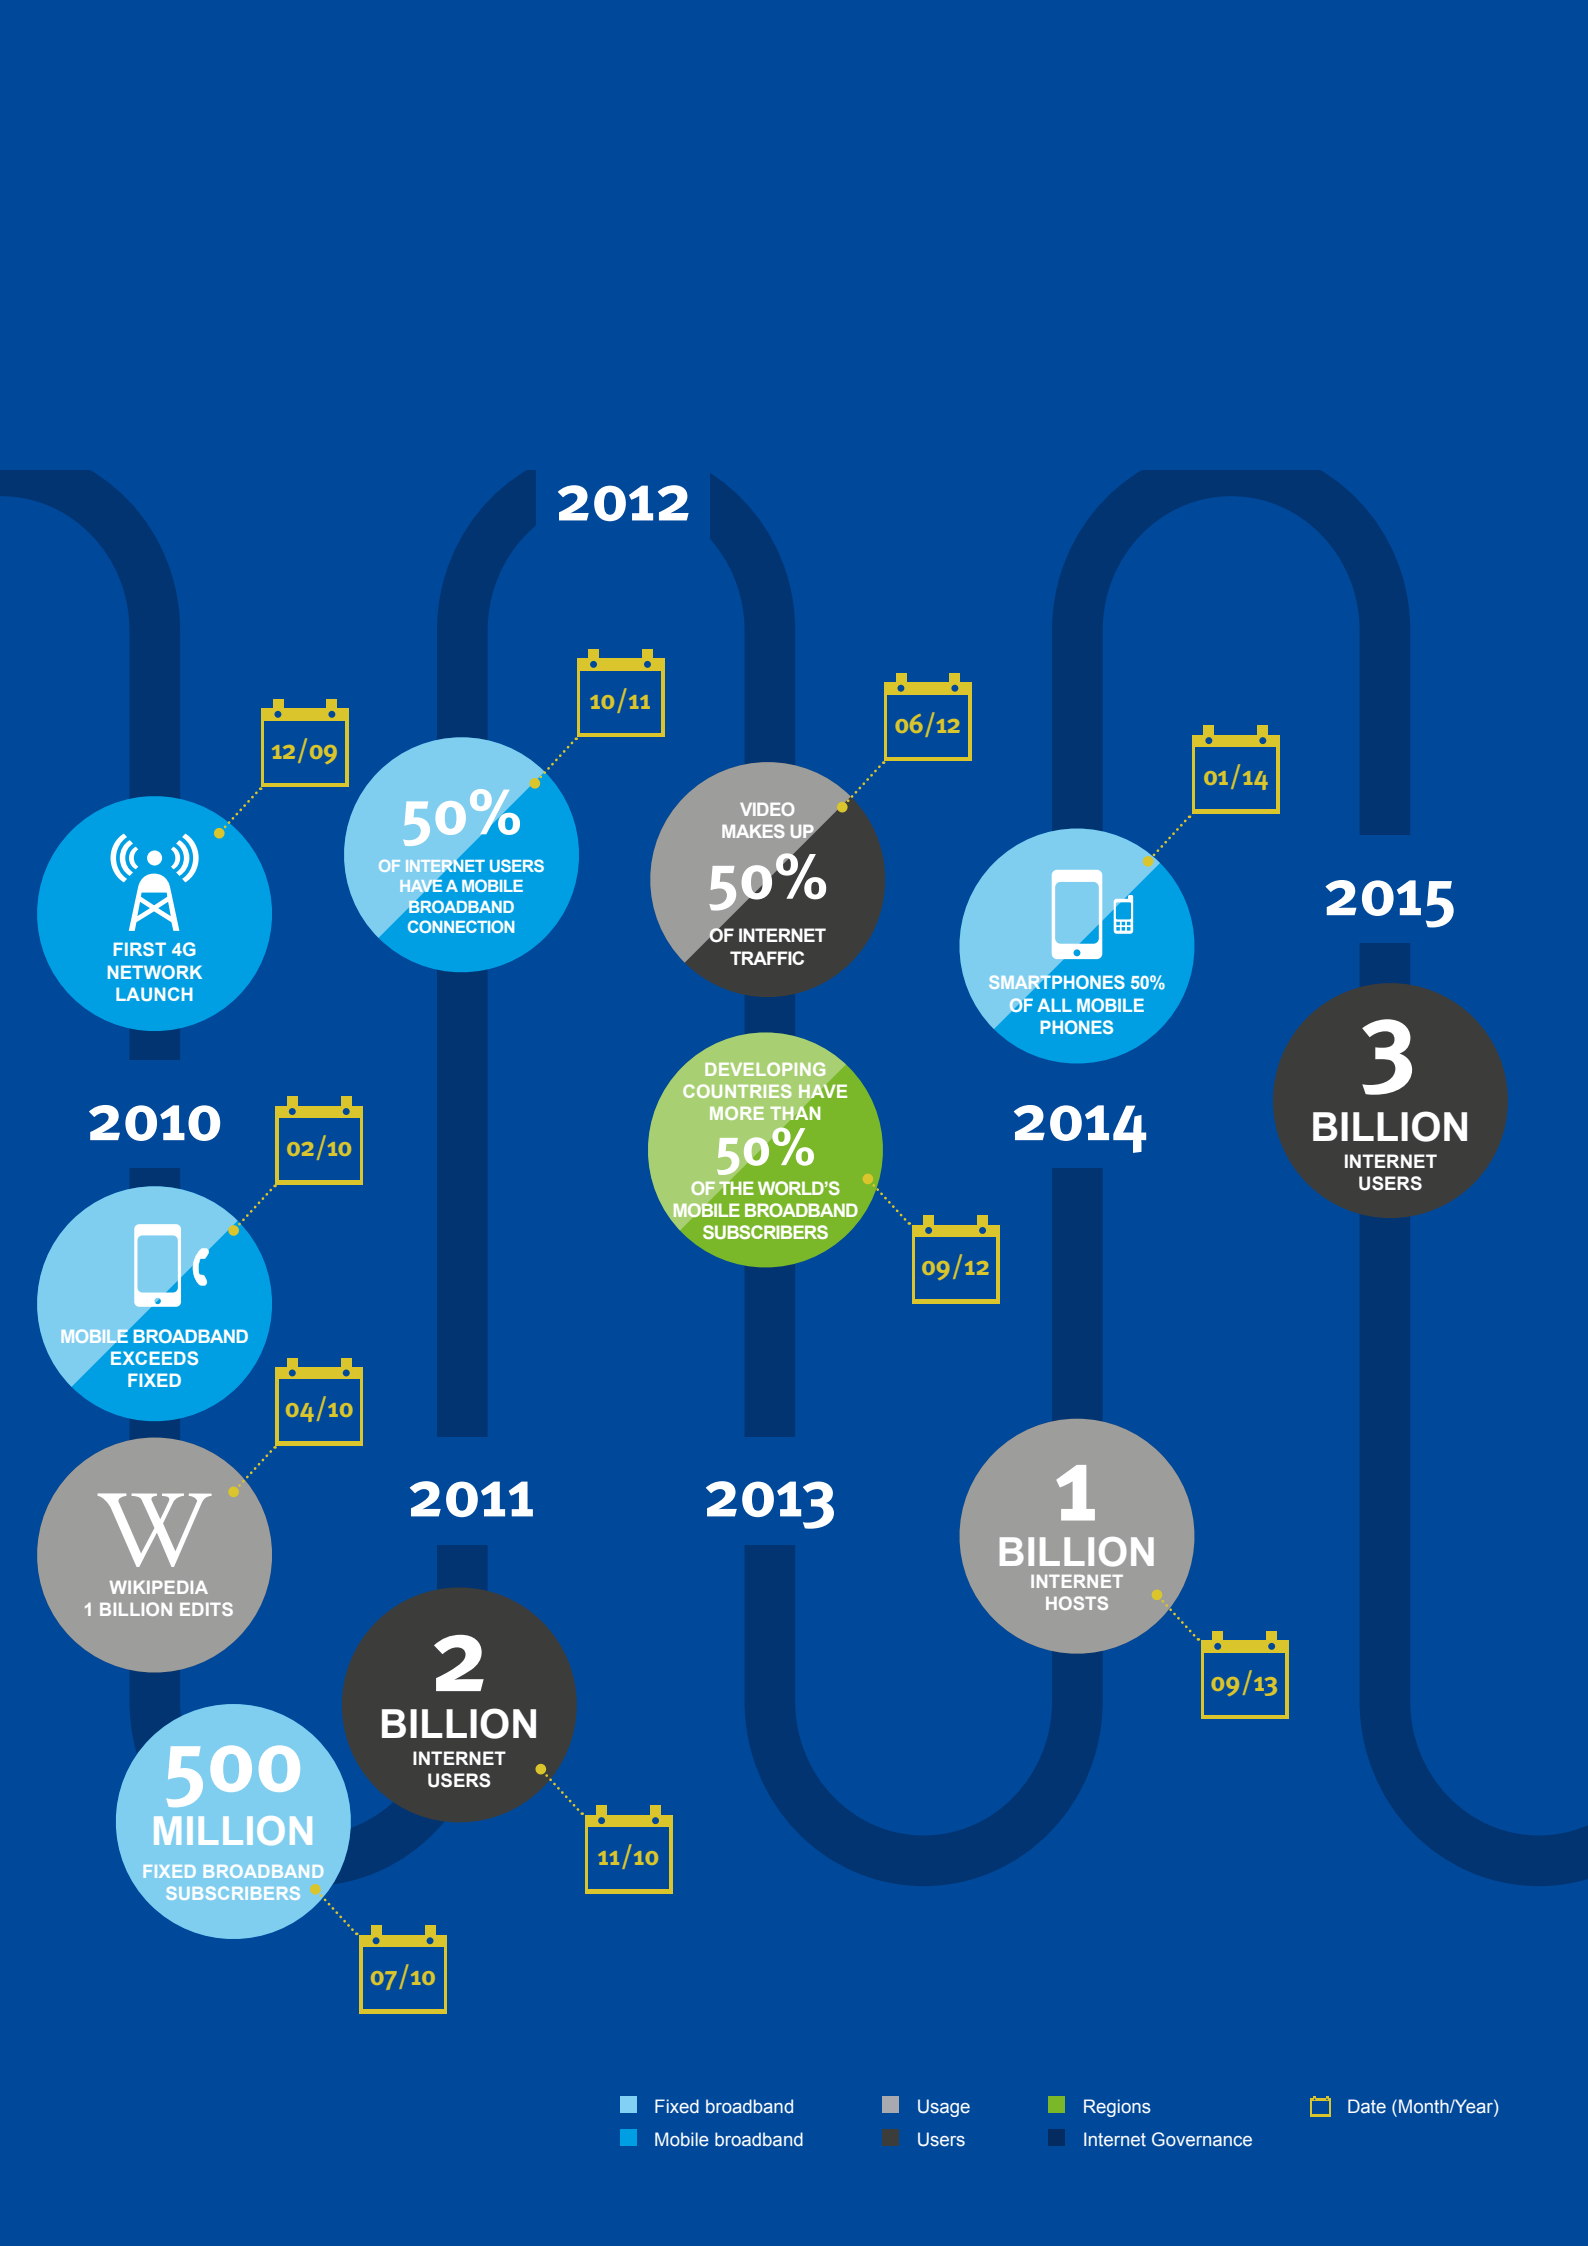 12/09
FIRST 4G
NETWORK
LAUNCH
2010
02/10
MOBILE BROADBAND
EXCEEDS
FIXED
04/10
W
WIKIPEDIA
1 BILLION EDITS
500
MILLION
FIXED BROADBAND
SUBSCRIBERS
07/10
2
BILLION
INTERNET
USERS
11/10
2011
10/11
50%
OF INTERNET USERS
HAVE A MOBILE
BROADBAND
CONNECTION
2012
06/12
VIDEO
MAKES UP
50%
OF INTERNET
TRAFFIC
DEVELOPING
COUNTRIES HAVE
MORE THAN
50%
OF THE WORLD'S
MOBILE BROADBAND
SUBSCRIBERS
09/12
2013
1
BILLION
INTERNET
HOSTS
09/13
2014
01/14
SMARTPHONES 50%
OF ALL MOBILE
PHONES
2015
3
BILLION
INTERNET
USERS
Fixed broadband
Mobile broadband
Usage
Users
Regions
Internet Governance
Date (Month/Year)